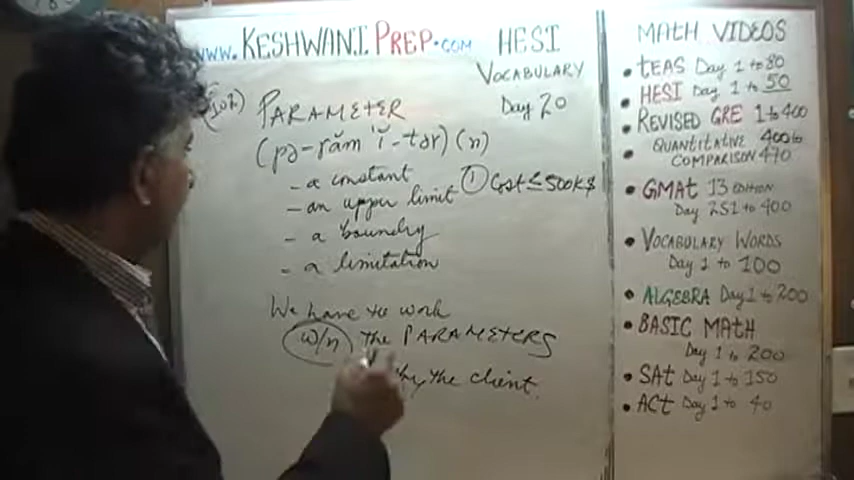 www.KESHWANIPREP.COM
HESI
VOCABULARY
Day 20
PARAMETER
(pə-răm'ĭ-tər) (n)
- a constant
- an upper limit
- a boundry
- a limitation
① Cost ≤ 500K$
We have to work
w/n the PARAMETERS
by the client.
MATH VIDEOS
• TEAS Day 1 to 80
• HESI Day 1 to 50
• REVISED GRE 1 to 400
• QUANTITATIVE 400 to
COMPARISON 470
• GMAT 13 EDITION
Day 251 to 400
• VOCABULARY WORDS
Day 1 to 100
• ALGEBRA Day 1 to 200
• BASIC MATH
Day 1 to 200
• SAT Day 1 to 150
• ACT Day 1 to 40